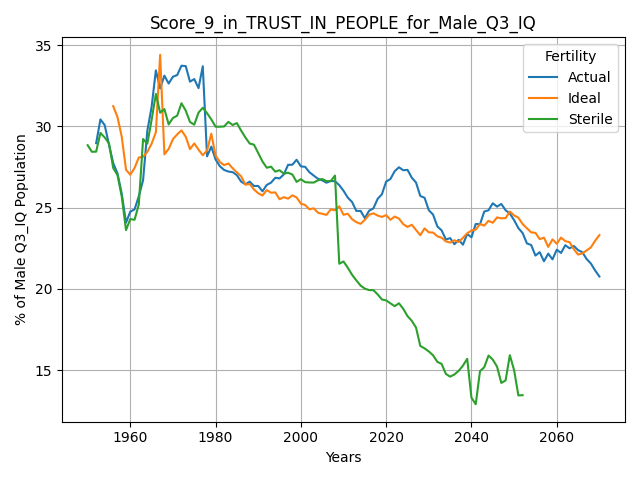 Score_9_in_TRUST_IN_PEOPLE_for_Male_Q3_IQ
% of Male Q3_IQ Population
35
30
25
20
15
Fertility
Actual
Ideal
Sterile
1960 1980 2000 2020 2040 2060
Years